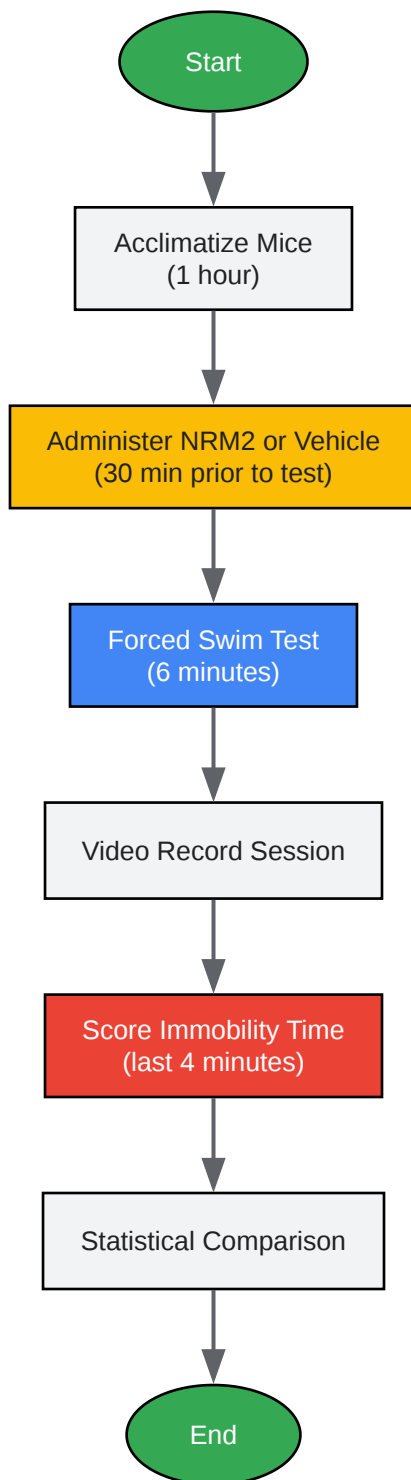 Start
Acclimatize Mice
(1 hour)
Administer NRM2 or Vehicle
(30 min prior to test)
Forced Swim Test
(6 minutes)
Video Record Session
Score Immobility Time
(last 4 minutes)
Statistical Comparison
End